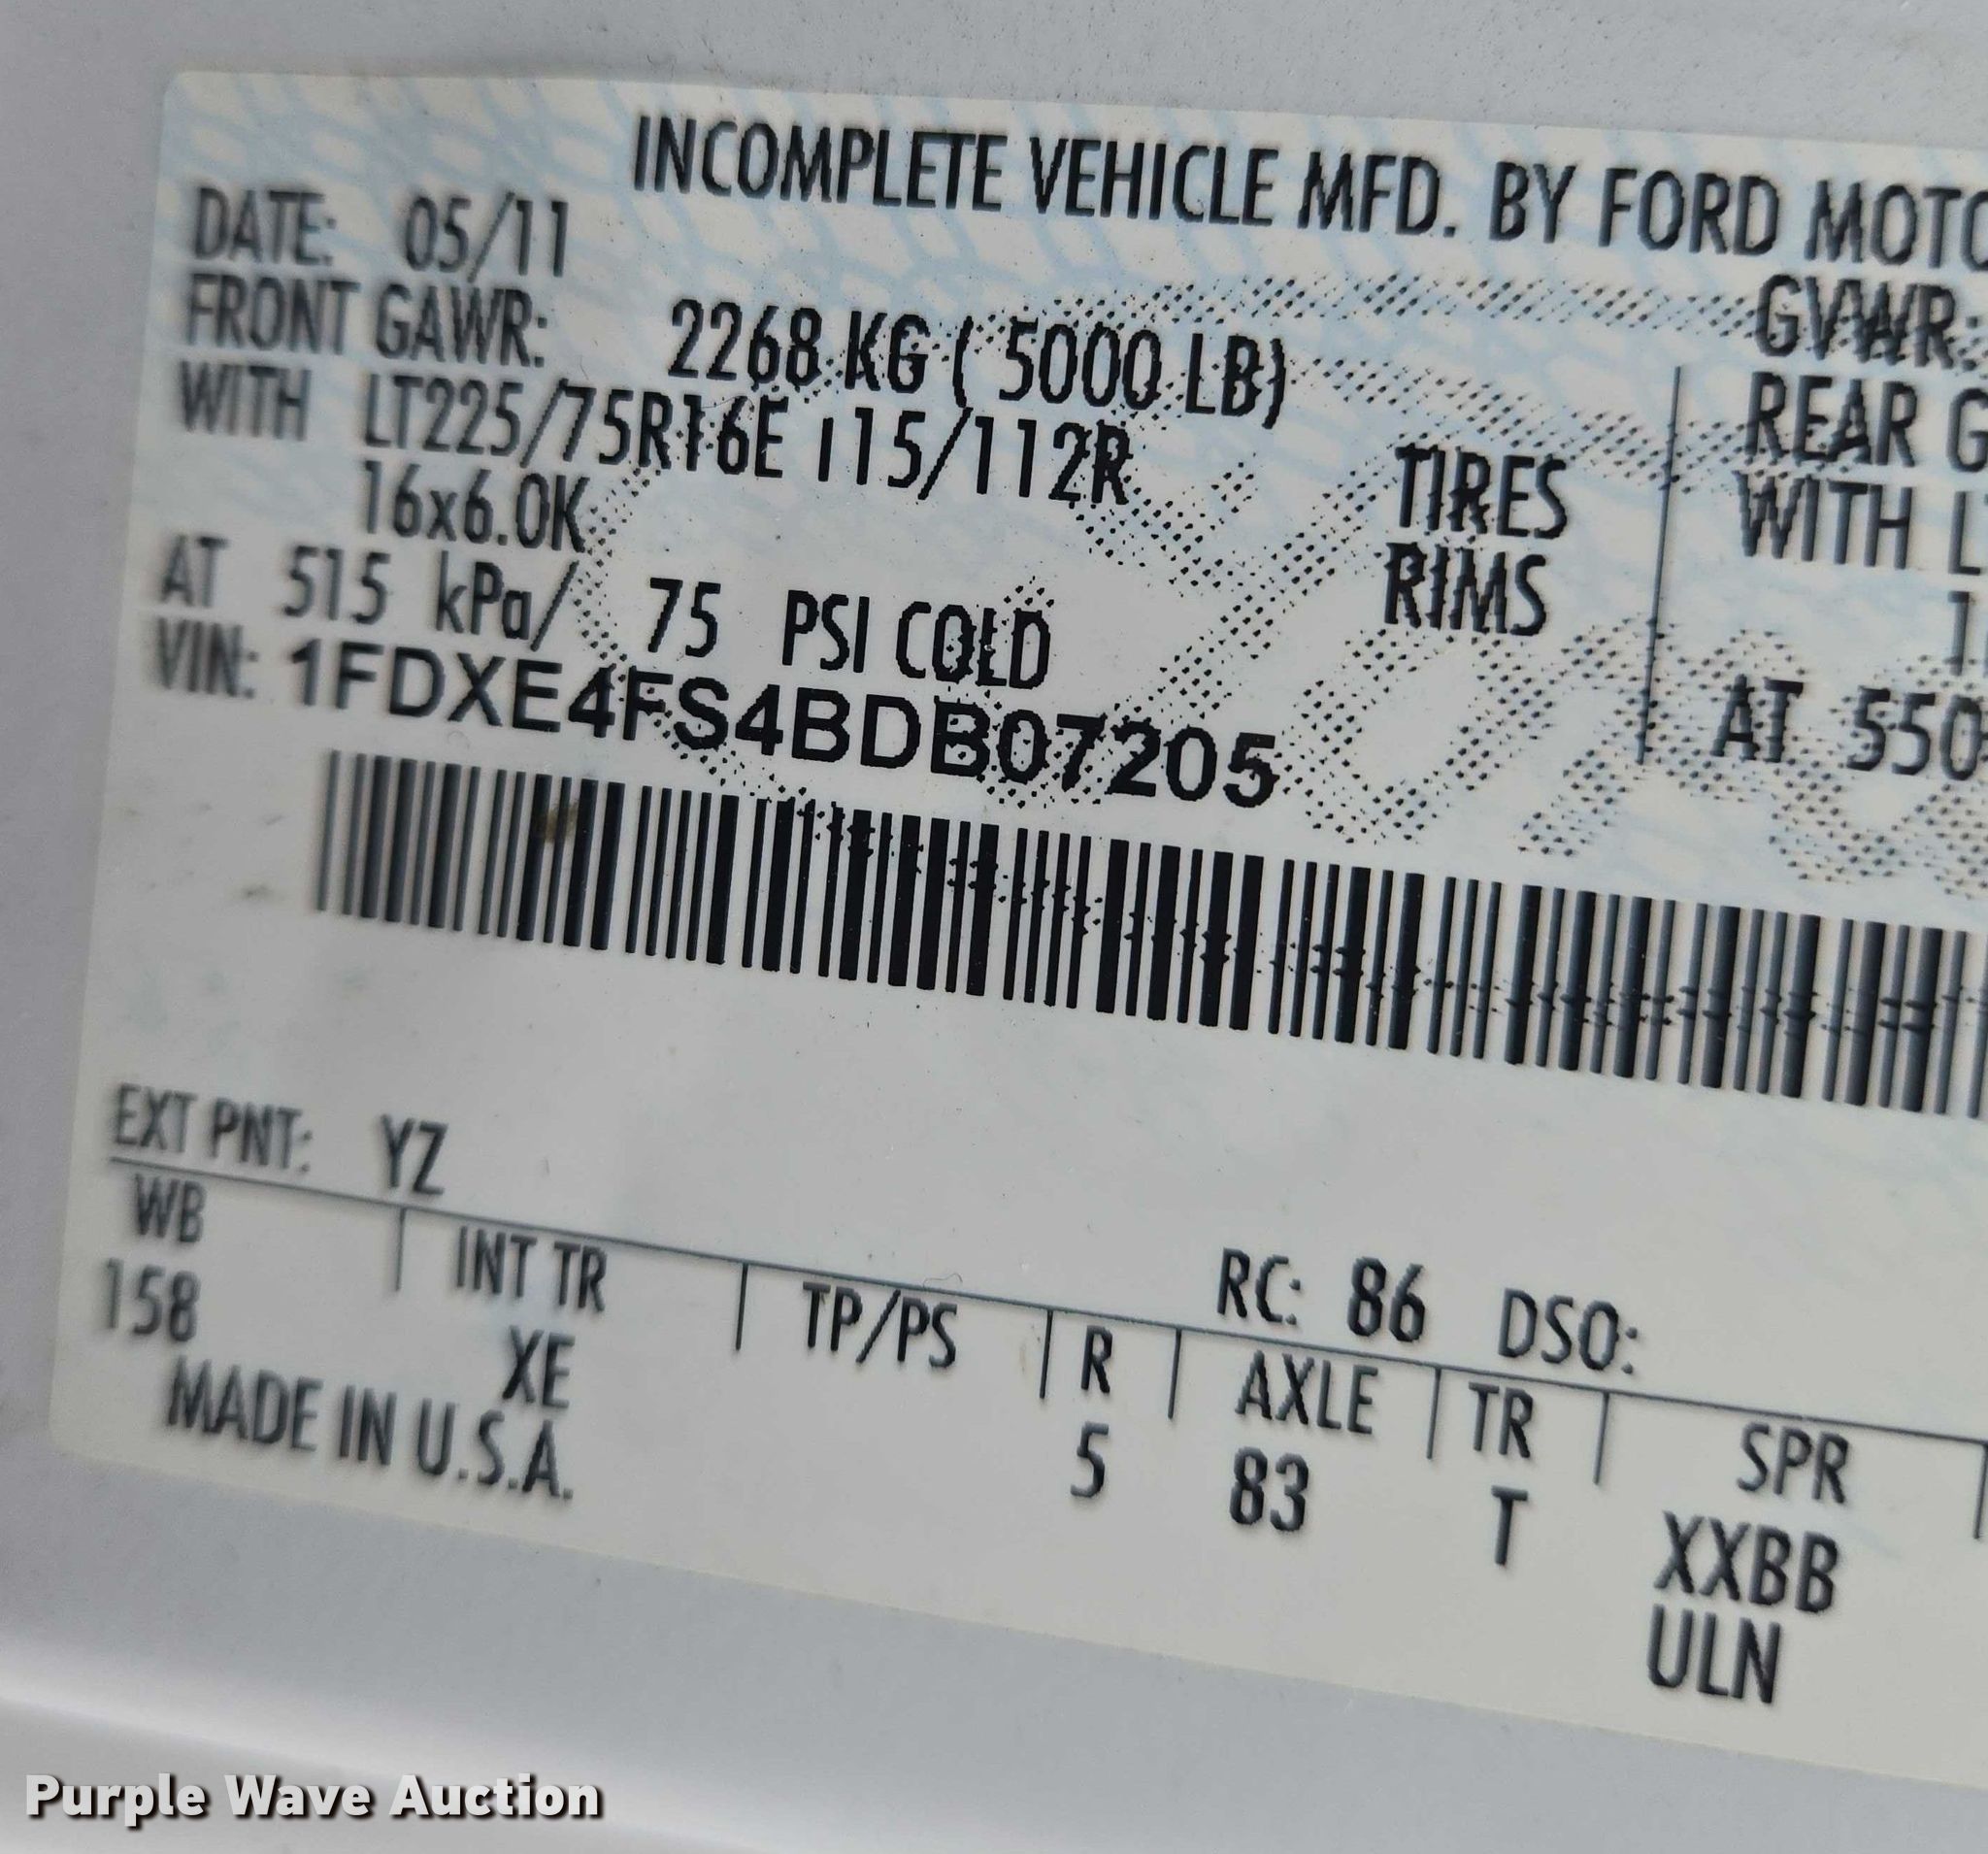 INCOMPLETE VEHICLE MFD. BY FORD MOTO
DATE: 05/11
GVWR:
FRONT GAWR: 2268 KG ( 5000 LB)
REAR G
WITH LT225/75R16E 115/112R TIRES
WITH L
16x6.0K RIMS
AT 515 kPa/ 75 PSI COLD
AT 550
VIN: 1FDXE4FS4BDB07205
EXT PNT: YZ
RC: 86 DSO:
WB INT TR TP/PS R AXLE TR SPR
158 XE 5 83 T XXBB
MADE IN U.S.A.
ULN
Purple Wave Auction